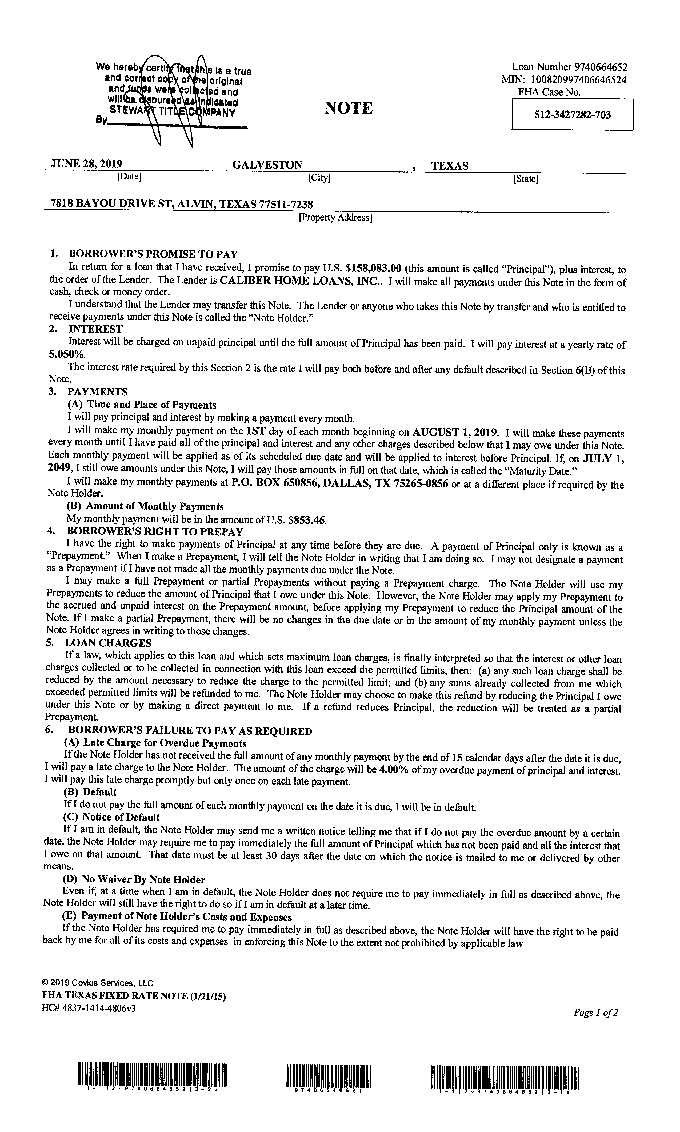 We hereby certify that this is a true
and correct copy of the original
and funds were collected and
will be disbursed as indicated
STEWART TITLE COMPANY
By
Loan Number 9740664652
MIN: 100820997406646524
FHA Case No.
512-3427282-703
NOTE
JUNE 28, 2019 GALVESTON , TEXAS
[Date] [City] [State]
7818 BAYOU DRIVE ST, ALVIN, TEXAS 77511-7238
[Property Address]
1. BORROWER'S PROMISE TO PAY
In return for a loan that I have received, I promise to pay U.S. $158,083.00 (this amount is called "Principal"), plus interest, to
the order of the Lender. The Lender is CALIBER HOME LOANS, INC.. I will make all payments under this Note in the form of
cash, check or money order.
I understand that the Lender may transfer this Note. The Lender or anyone who takes this Note by transfer and who is entitled to
receive payments under this Note is called the "Note Holder."
2. INTEREST
Interest will be charged on unpaid principal until the full amount of Principal has been paid. I will pay interest at a yearly rate of
5.050%.
The interest rate required by this Section 2 is the rate I will pay both before and after any default described in Section 6(B) of this
Note.
3. PAYMENTS
(A) Time and Place of Payments
I will pay principal and interest by making a payment every month.
I will make my monthly payment on the 1ST day of each month beginning on AUGUST 1, 2019. I will make these payments
every month until I have paid all of the principal and interest and any other charges described below that I may owe under this Note.
Each monthly payment will be applied as of its scheduled due date and will be applied to interest before Principal. If, on JULY 1,
2049, I still owe amounts under this Note, I will pay those amounts in full on that date, which is called the "Maturity Date."
I will make my monthly payments at P.O. BOX 650856, DALLAS, TX 75265-0856 or at a different place if required by the
Note Holder.
(B) Amount of Monthly Payments
My monthly payment will be in the amount of U.S. $853.46.
4. BORROWER'S RIGHT TO PREPAY
I have the right to make payments of Principal at any time before they are due. A payment of Principal only is known as a
"Prepayment." When I make a Prepayment, I will tell the Note Holder in writing that I am doing so. I may not designate a payment
as a Prepayment if I have not made all the monthly payments due under the Note.
I may make a full Prepayment or partial Prepayments without paying a Prepayment charge. The Note Holder will use my
Prepayments to reduce the amount of Principal that I owe under this Note. However, the Note Holder may apply my Prepayment to
the accrued and unpaid interest on the Prepayment amount, before applying my Prepayment to reduce the Principal amount of the
Note. If I make a partial Prepayment, there will be no changes in the due date or in the amount of my monthly payment unless the
Note Holder agrees in writing to those changes.
5. LOAN CHARGES
If a law, which applies to this loan and which sets maximum loan charges, is finally interpreted so that the interest or other loan
charges collected or to be collected in connection with this loan exceed the permitted limits, then: (a) any such loan charge shall be
reduced by the amount necessary to reduce the charge to the permitted limit; and (b) any sums already collected from me which
exceeded permitted limits will be refunded to me. The Note Holder may choose to make this refund by reducing the Principal I owe
under this Note or by making a direct payment to me. If a refund reduces Principal, the reduction will be treated as a partial
Prepayment.
6. BORROWER'S FAILURE TO PAY AS REQUIRED
(A) Late Charge for Overdue Payments
If the Note Holder has not received the full amount of any monthly payment by the end of 15 calendar days after the date it is due,
I will pay a late charge to the Note Holder. The amount of the charge will be 4.00% of my overdue payment of principal and interest.
I will pay this late charge promptly but only once on each late payment.
(B) Default
If I do not pay the full amount of each monthly payment on the date it is due, I will be in default.
(C) Notice of Default
If I am in default, the Note Holder may send me a written notice telling me that if I do not pay the overdue amount by a certain
date, the Note Holder may require me to pay immediately the full amount of Principal which has not been paid and all the interest that
I owe on that amount. That date must be at least 30 days after the date on which the notice is mailed to me or delivered by other
means.
(D) No Waiver By Note Holder
Even if, at a time when I am in default, the Note Holder does not require me to pay immediately in full as described above, the
Note Holder will still have the right to do so if I am in default at a later time.
(E) Payment of Note Holder's Costs and Expenses
If the Note Holder has required me to pay immediately in full as described above, the Note Holder will have the right to be paid
back by me for all of its costs and expenses in enforcing this Note to the extent not prohibited by applicable law
© 2019 Covius Services, LLC
FHA TEXAS FIXED RATE NOTE (1/21/15)
HC# 4837-1414-4806v3
Page 1 of 2